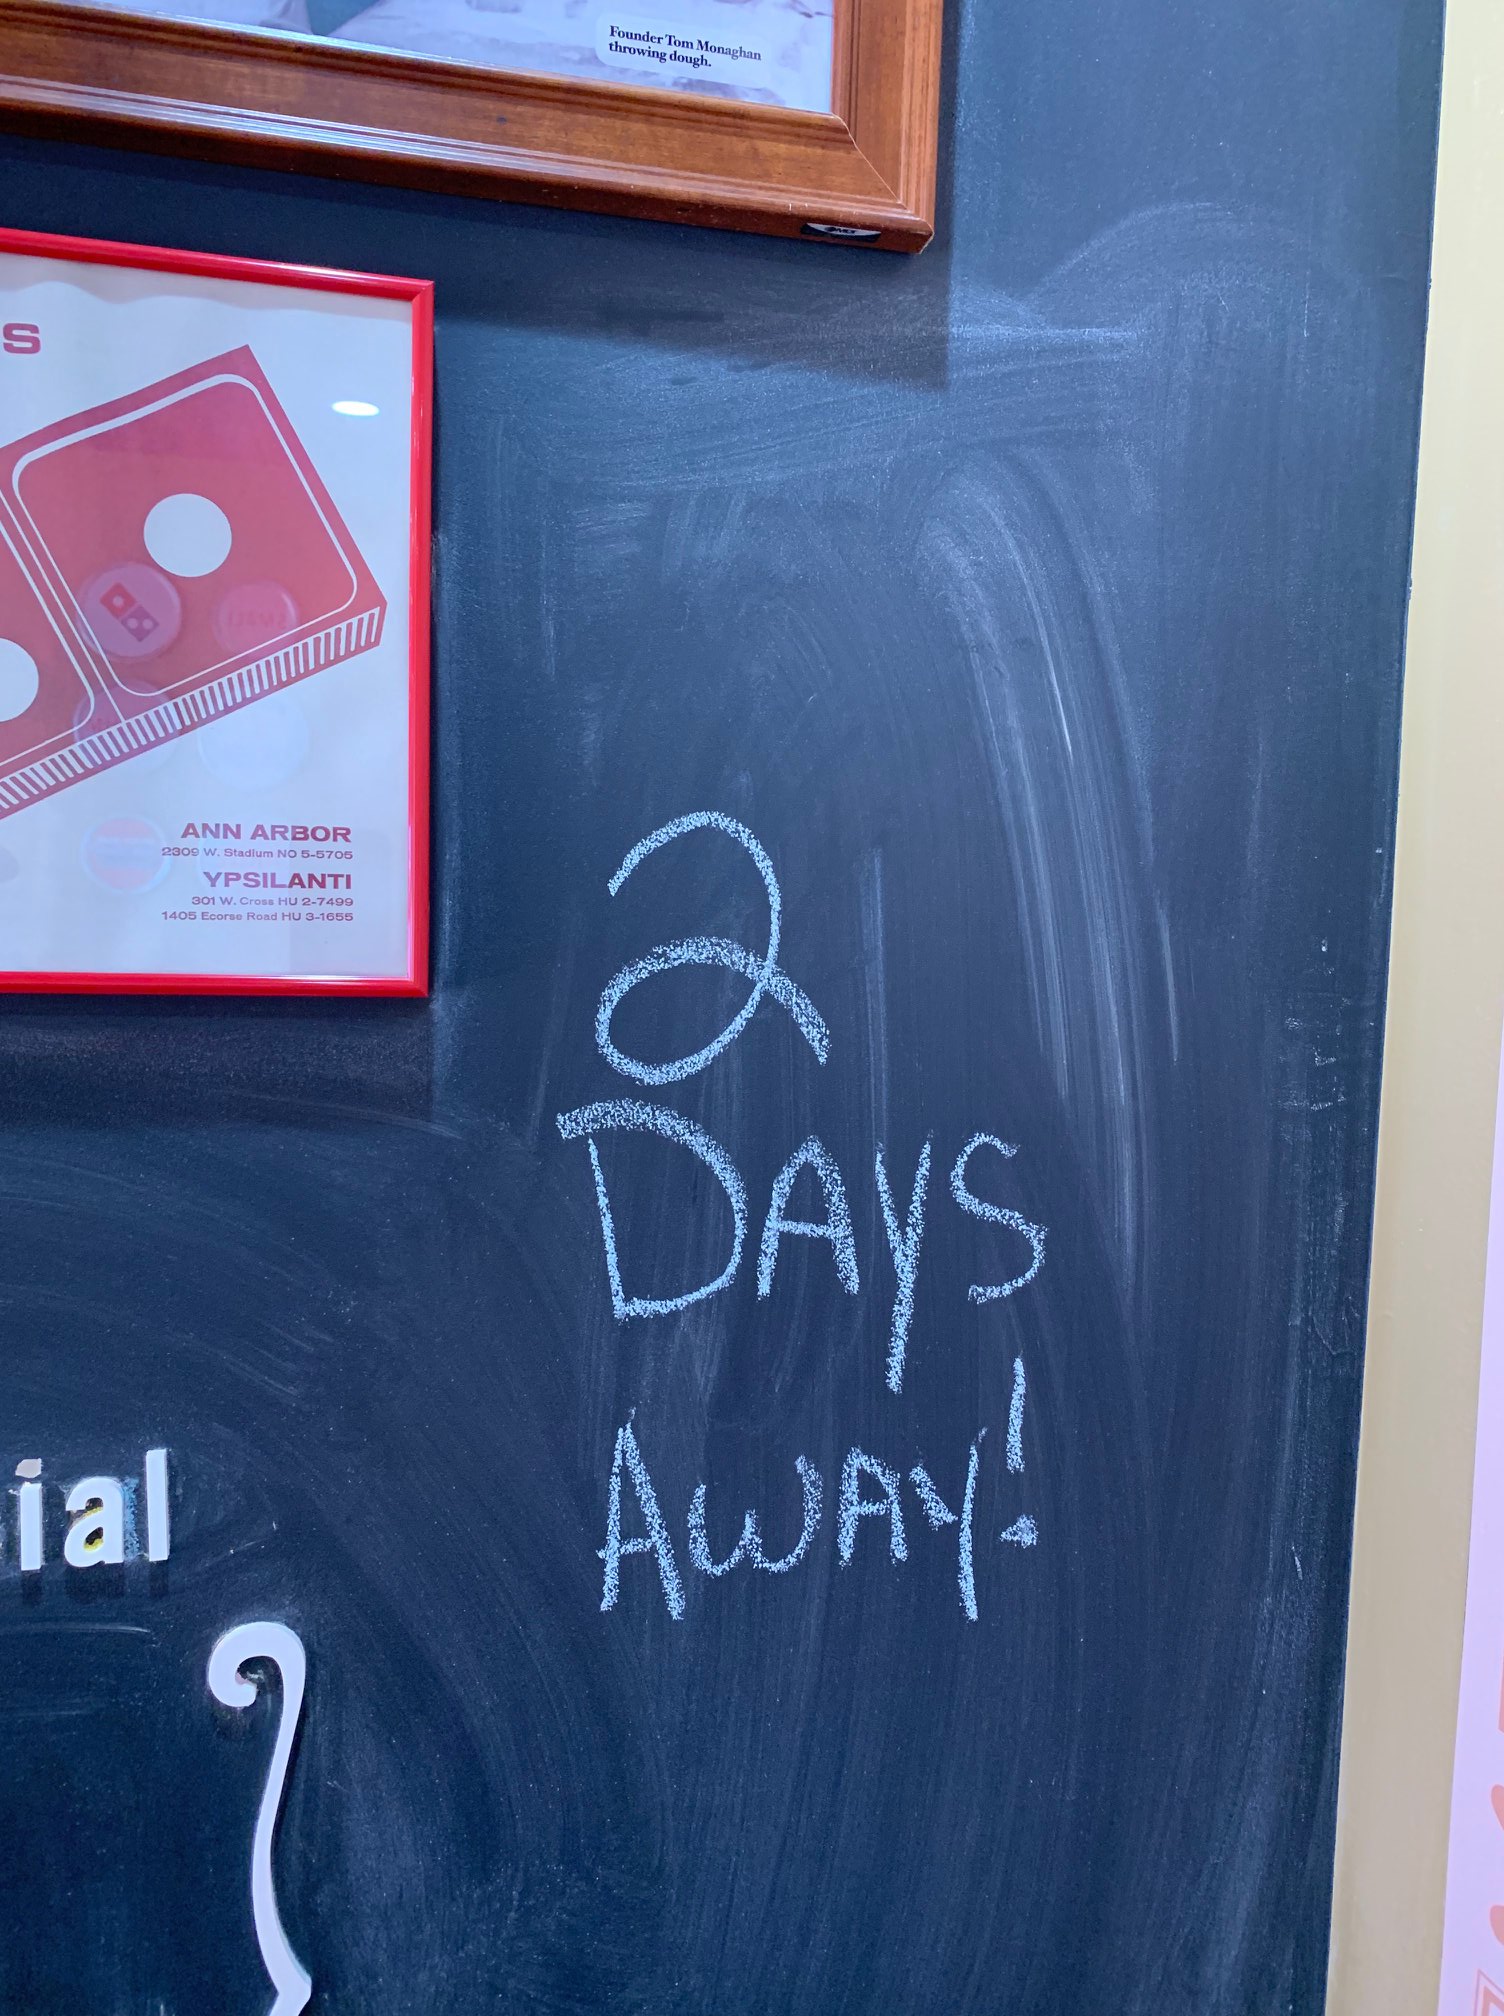 Founder Tom Monaghan
throwing dough.
S
ANN ARBOR
2309 W. Stadium NO 5-5705
YPSILANTI
301 W. Cross HU 2-7499
1405 Ecorse Road HU 3-1655
2
DAYS
AWAY!
ial